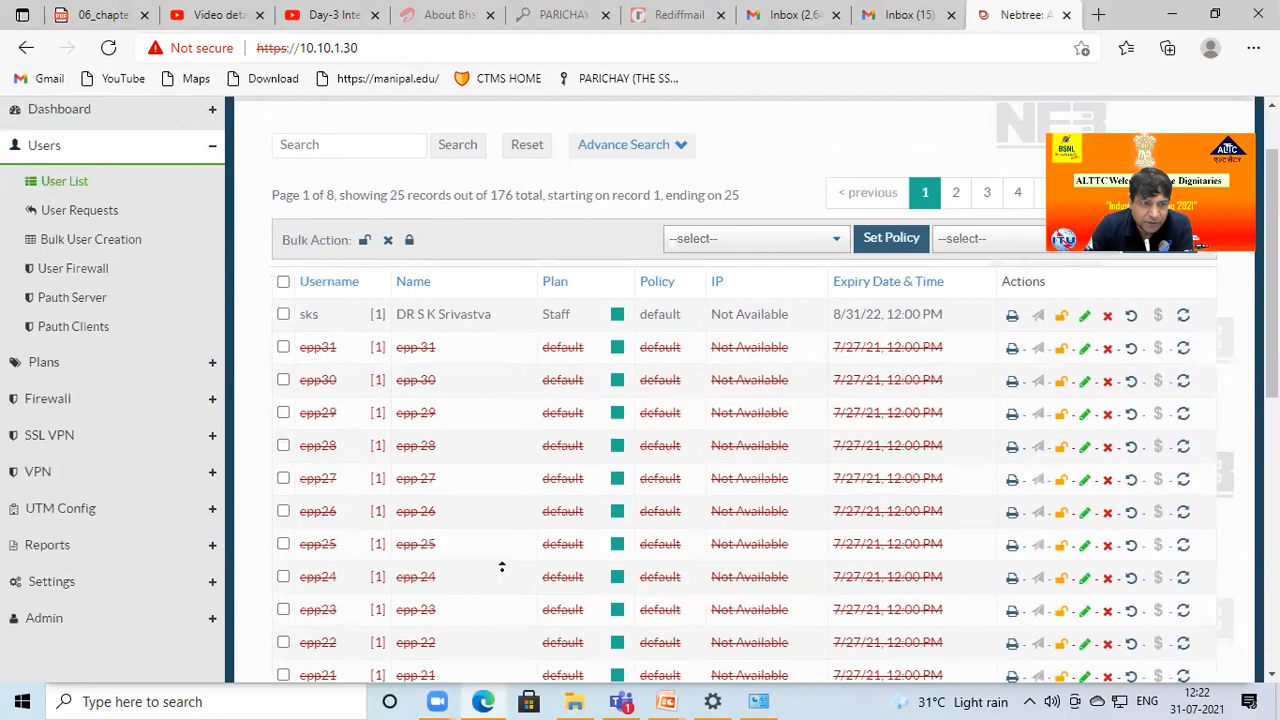 06_chapt
Video deta
Day-3 Inte
About Bhs
PARICHAY
Rediffmail
Inbox (2,64
Inbox (15)
Nebtree: A
Not secure
https://10.10.1.30
Gmail
YouTube
Maps
Download
https://manipal.edu/
CTMS HOME
PARICHAY (THE SS...
Dashboard +
Users −
User List
User Requests
Bulk User Creation
User Firewall
Pauth Server
Pauth Clients
Plans +
Firewall +
SSL VPN +
VPN +
UTM Config +
Reports +
Settings +
Admin +
Search Search Reset Advance Search
Page 1 of 8, showing 25 records out of 176 total, starting on record 1, ending on 25
< previous 1 2 3 4
Bulk Action: --select-- Set Policy --select--
Username Name Plan Policy IP Expiry Date & Time Actions
sks [1] DR S K Srivastva Staff default Not Available 8/31/22, 12:00 PM
epp31 [1] epp 31 default default Not Available 7/27/21, 12:00 PM
epp30 [1] epp 30 default default Not Available 7/27/21, 12:00 PM
epp29 [1] epp 29 default default Not Available 7/27/21, 12:00 PM
epp28 [1] epp 28 default default Not Available 7/27/21, 12:00 PM
epp27 [1] epp 27 default default Not Available 7/27/21, 12:00 PM
epp26 [1] epp 26 default default Not Available 7/27/21, 12:00 PM
epp25 [1] epp 25 default default Not Available 7/27/21, 12:00 PM
epp24 [1] epp 24 default default Not Available 7/27/21, 12:00 PM
epp23 [1] epp 23 default default Not Available 7/27/21, 12:00 PM
epp22 [1] epp 22 default default Not Available 7/27/21, 12:00 PM
epp21 [1] epp 21 default default Not Available 7/27/21, 12:00 PM
BSNL
ALTTC
ALTTC Welc Dignitaries
2021"
ITU
Type here to search
31°C Light rain
ENG
12:22
31-07-2021